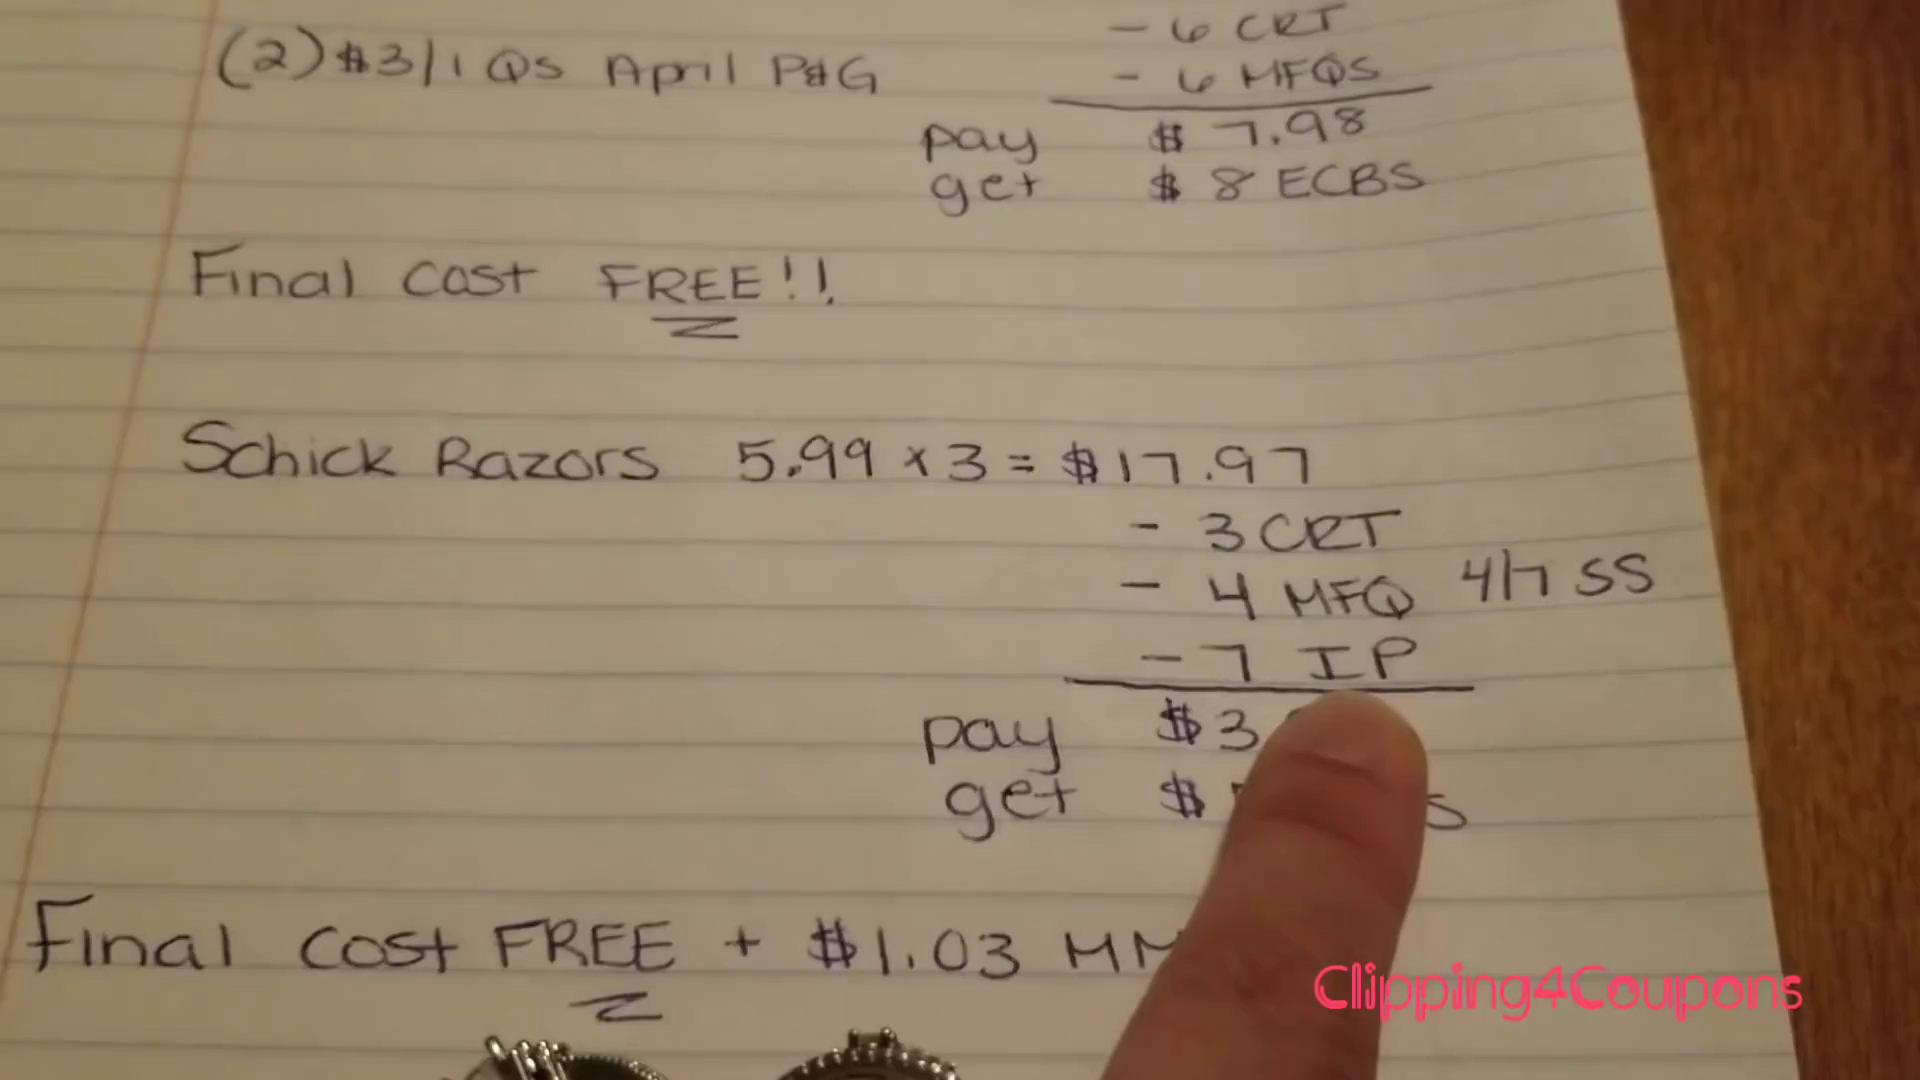 - 6 CRT
(2) $3/1 Qs April P&G
- 6 MFQS
pay $ 7.98
get $ 8 ECBS
Final cost FREE!!
Schick Razors 5.99 x 3 = $17.97
- 3 CRT
- 4 MFQ 4/7 SS
- 7 IP
pay $3
get $
Final cost FREE + $1.03 MM
Clipping4Coupons